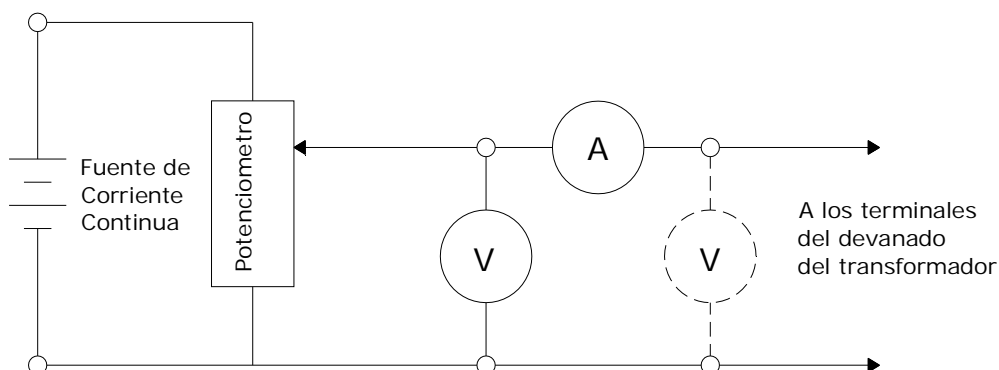 Fuente de
Corriente
Continua
Potenciometro
A
V
V
A los terminales
del devanado
del transformador